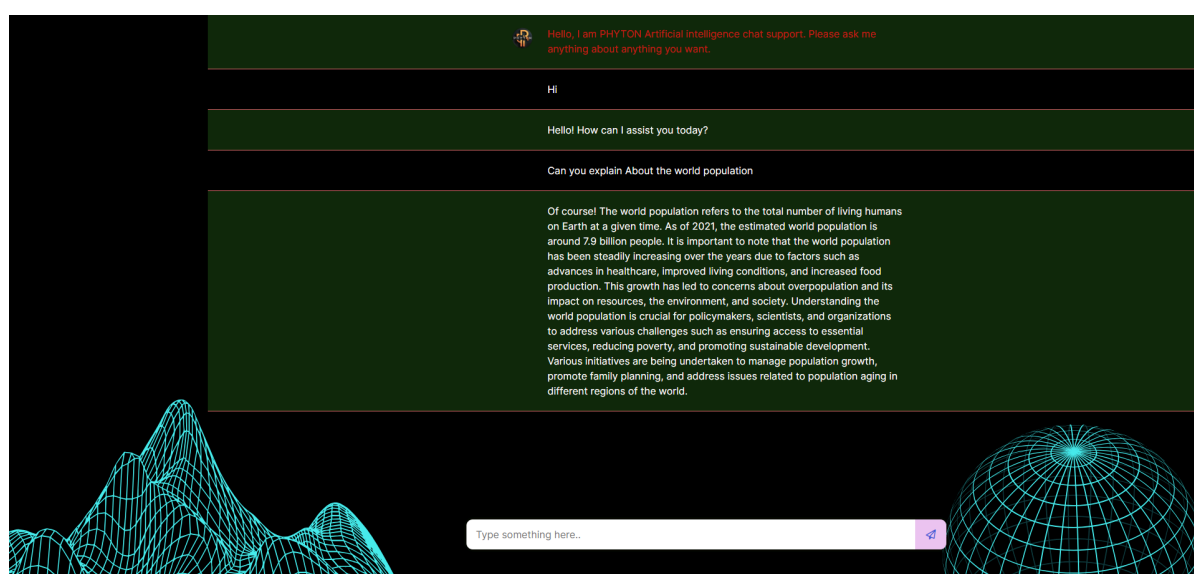 Hello, I am PHYTON Artificial intelligence chat support. Please ask me
anything about anything you want.
Hi
Hello! How can I assist you today?
Can you explain About the world population
Of course! The world population refers to the total number of living humans
on Earth at a given time. As of 2021, the estimated world population is
around 7.9 billion people. It is important to note that the world population
has been steadily increasing over the years due to factors such as
advances in healthcare, improved living conditions, and increased food
production. This growth has led to concerns about overpopulation and its
impact on resources, the environment, and society. Understanding the
world population is crucial for policymakers, scientists, and organizations
to address various challenges such as ensuring access to essential
services, reducing poverty, and promoting sustainable development.
Various initiatives are being undertaken to manage population growth,
promote family planning, and address issues related to population aging in
different regions of the world.
Type something here..